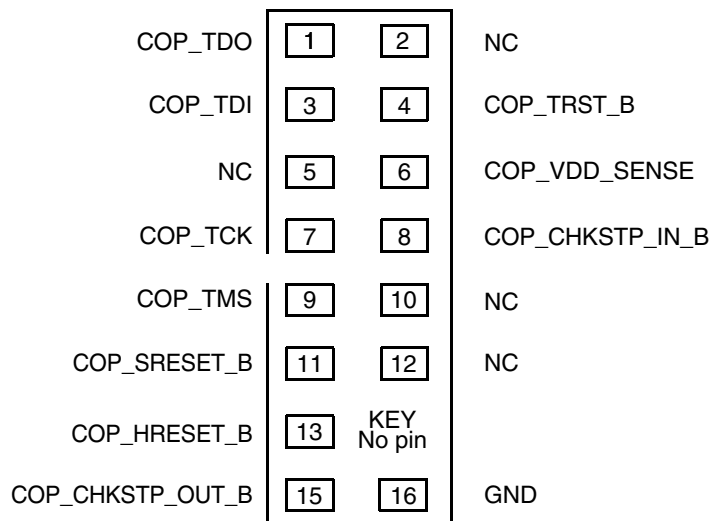 COP_TDO 1 2 NC
COP_TDI 3 4 COP_TRST_B
NC 5 6 COP_VDD_SENSE
COP_TCK 7 8 COP_CHKSTP_IN_B
COP_TMS 9 10 NC
COP_SRESET_B 11 12 NC
COP_HRESET_B 13 KEY
No pin
COP_CHKSTP_OUT_B 15 16 GND